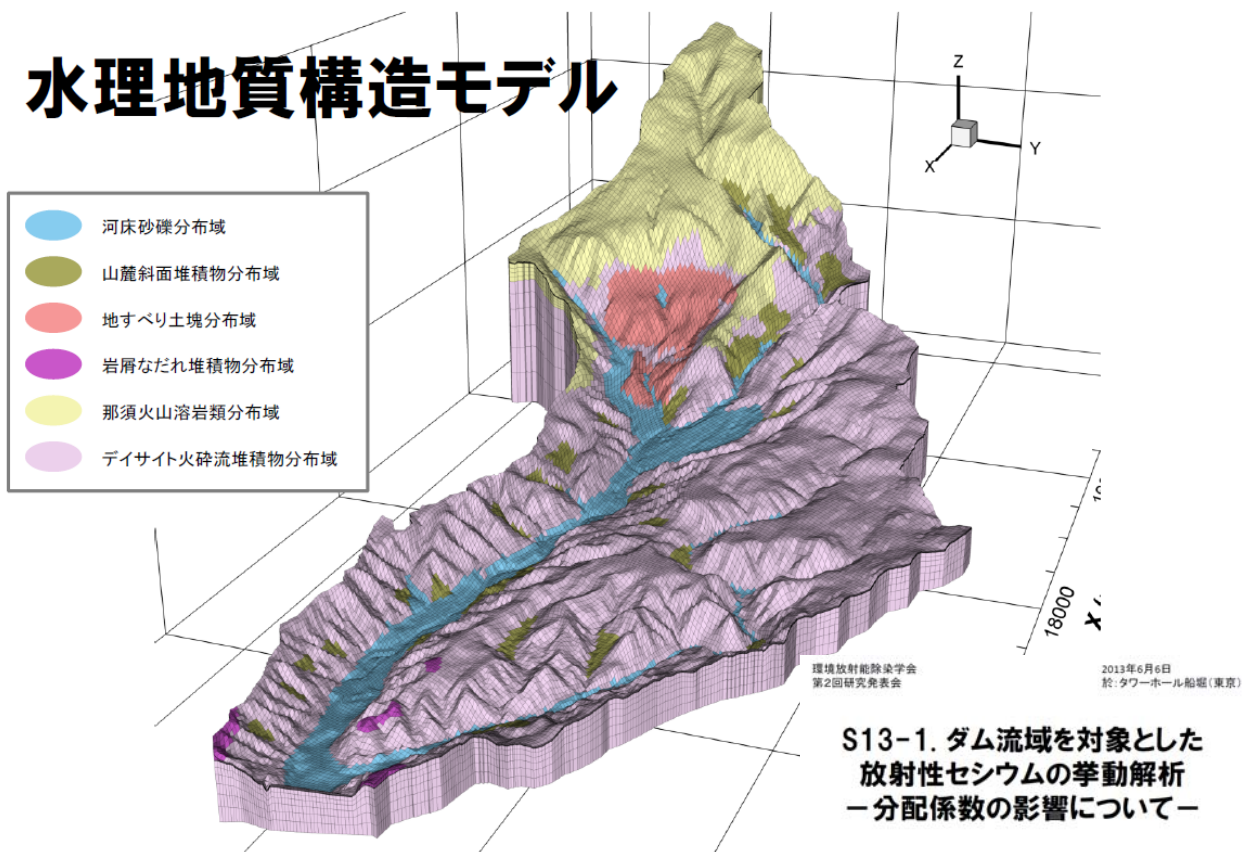 水理地質構造モデル
Z
Y
X
河床砂礫分布域
山麓斜面堆積物分布域
地すべり土塊分布域
岩屑なだれ堆積物分布域
那須火山溶岩類分布域
デイサイト火砕流堆積物分布域
18000
環境放射能除染学会
第2回研究発表会
2013年6月6日
於:タワーホール船堀(東京)
S13-1. ダム流域を対象とした
放射性セシウムの挙動解析
－分配係数の影響について－